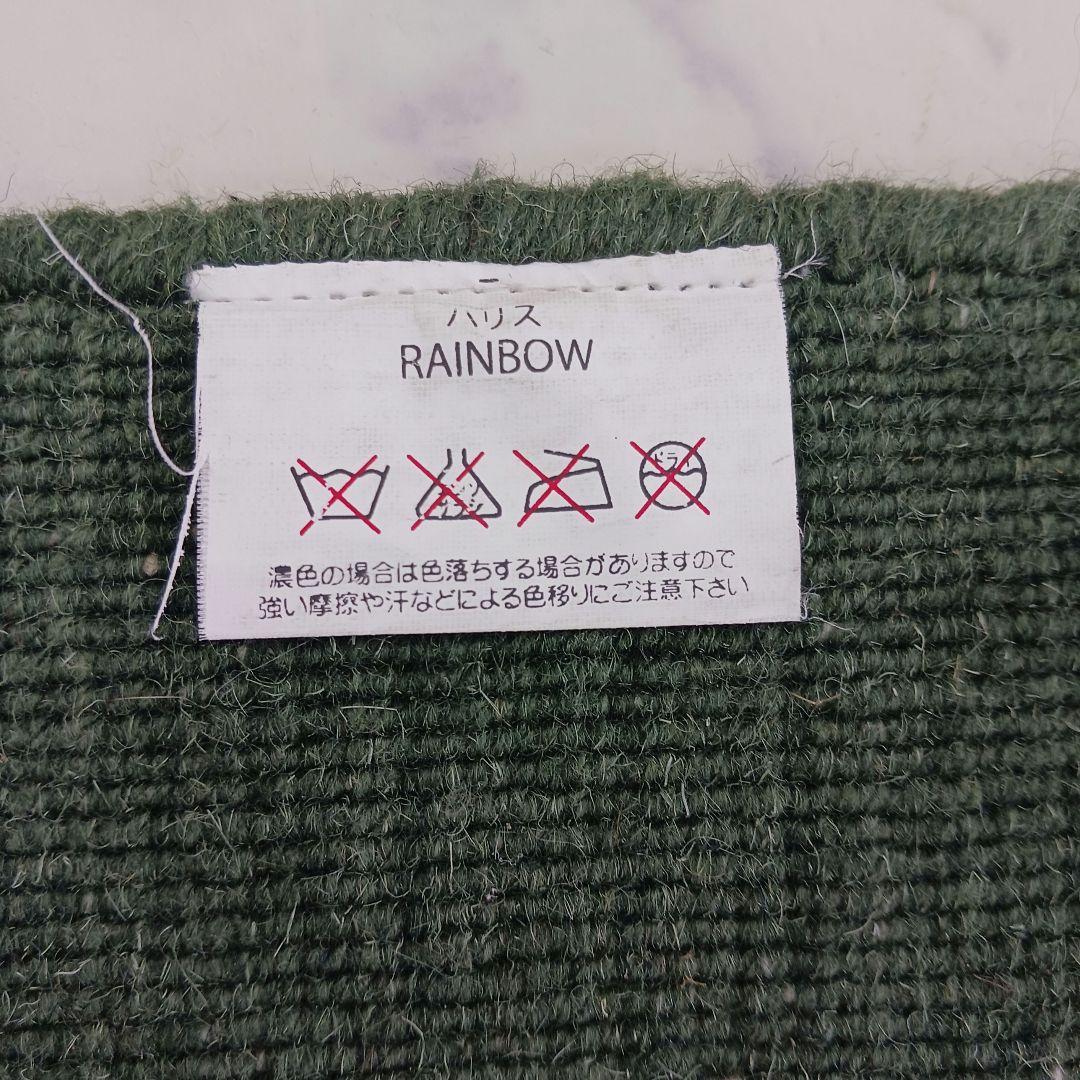 ハリス
RAINBOW
ドラ
濃色の場合は色落ちする場合がありますので
強い摩擦や汗などによる色移りにご注意下さい